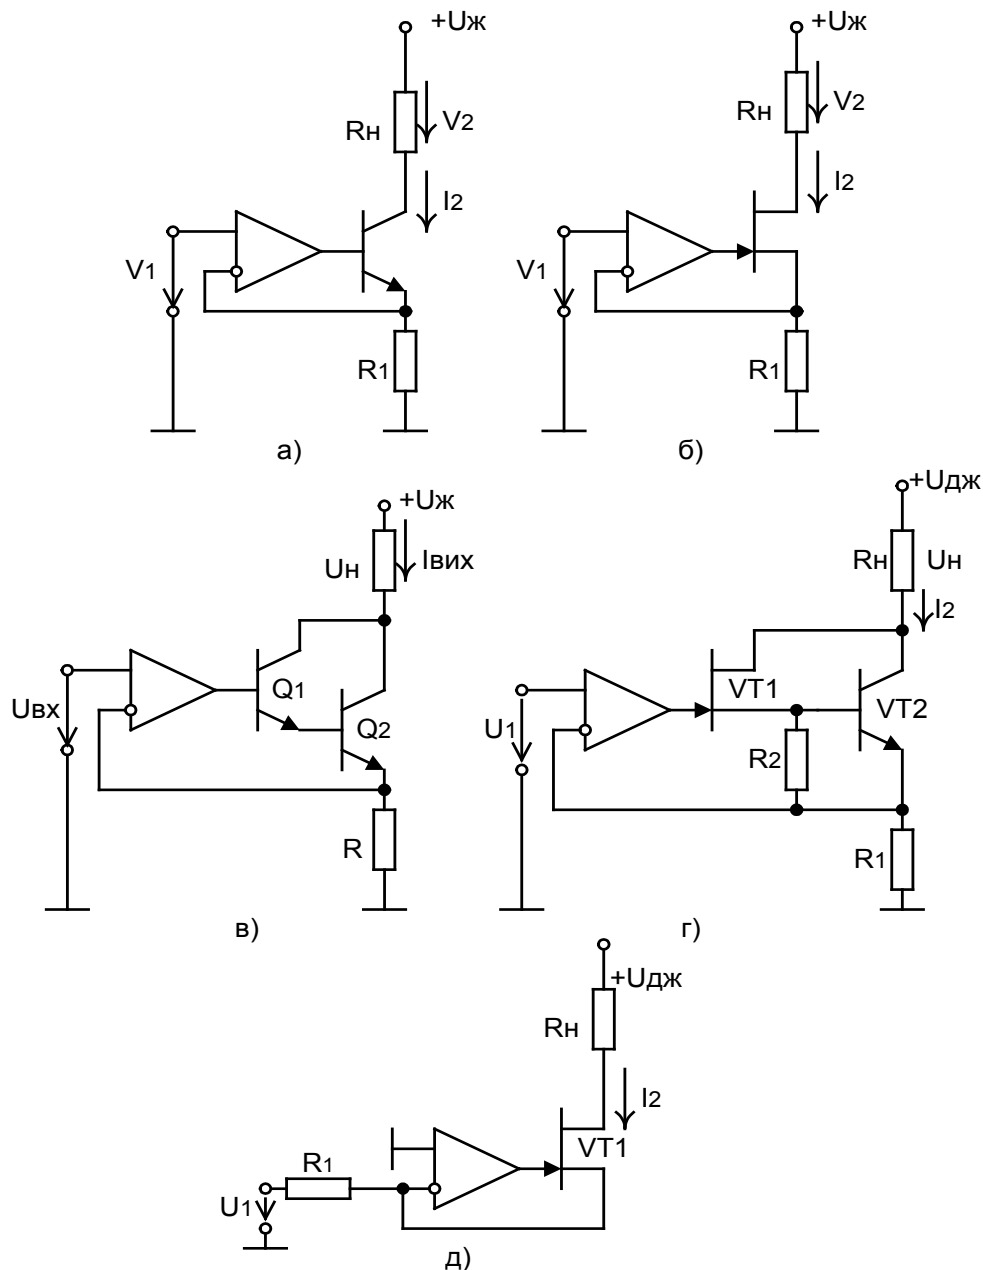 +Uж
Rн
V2
I2
V1
R1
а)
+Uж
Rн
V2
I2
V1
R1
б)
+Uж
Uн
Iвих
Q1
Q2
Uвх
R
в)
+Uдж
Rн
Uн
I2
VT1
VT2
U1
R2
R1
г)
+Uдж
Rн
I2
VT1
R1
U1
д)